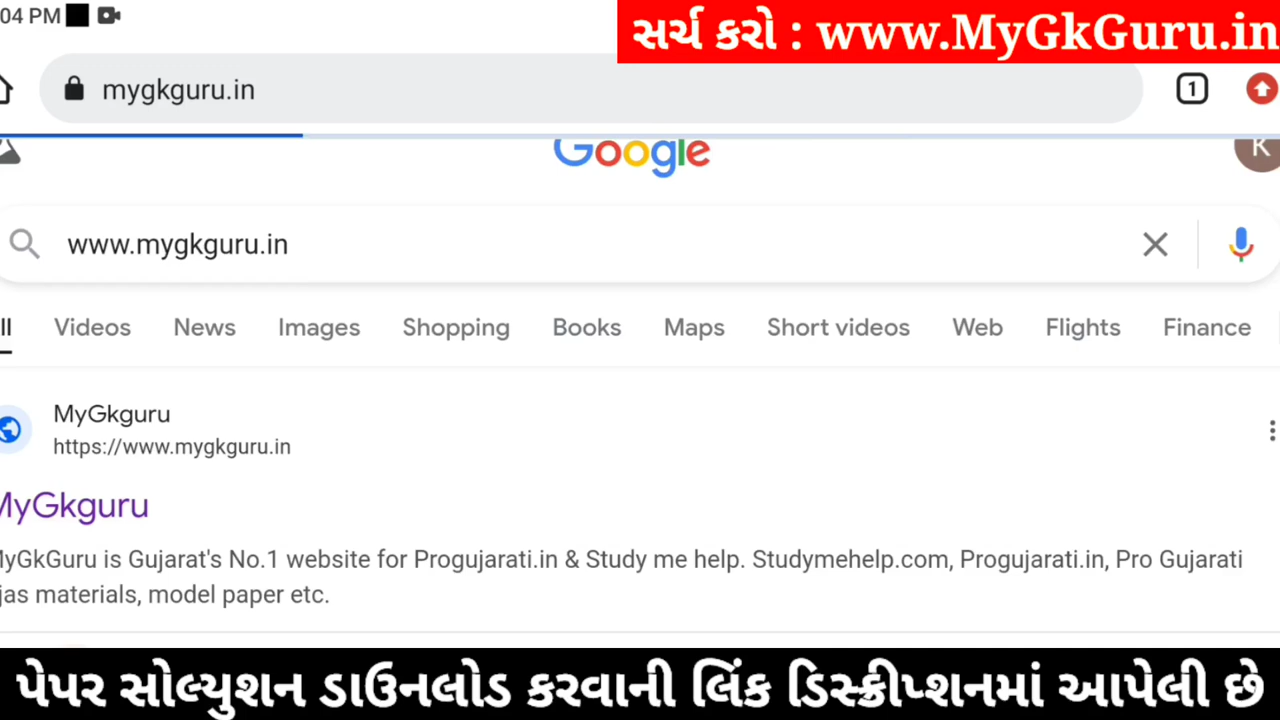 04 PM
સર્ચ કરો : www.MyGkGuru.in
mygkguru.in
1
Google
K
www.mygkguru.in
ll Videos News Images Shopping Books Maps Short videos Web Flights Finance
MyGkguru
https://www.mygkguru.in
MyGkguru
MyGkGuru is Gujarat's No.1 website for Progujarati.in & Study me help. Studymehelp.com, Progujarati.in, Pro Gujarati
jas materials, model paper etc.
પેપર સોલ્યુશન ડાઉનલોડ કરવાની લિંક ડિસ્ક્રીપ્શનમાં આપેલી છે